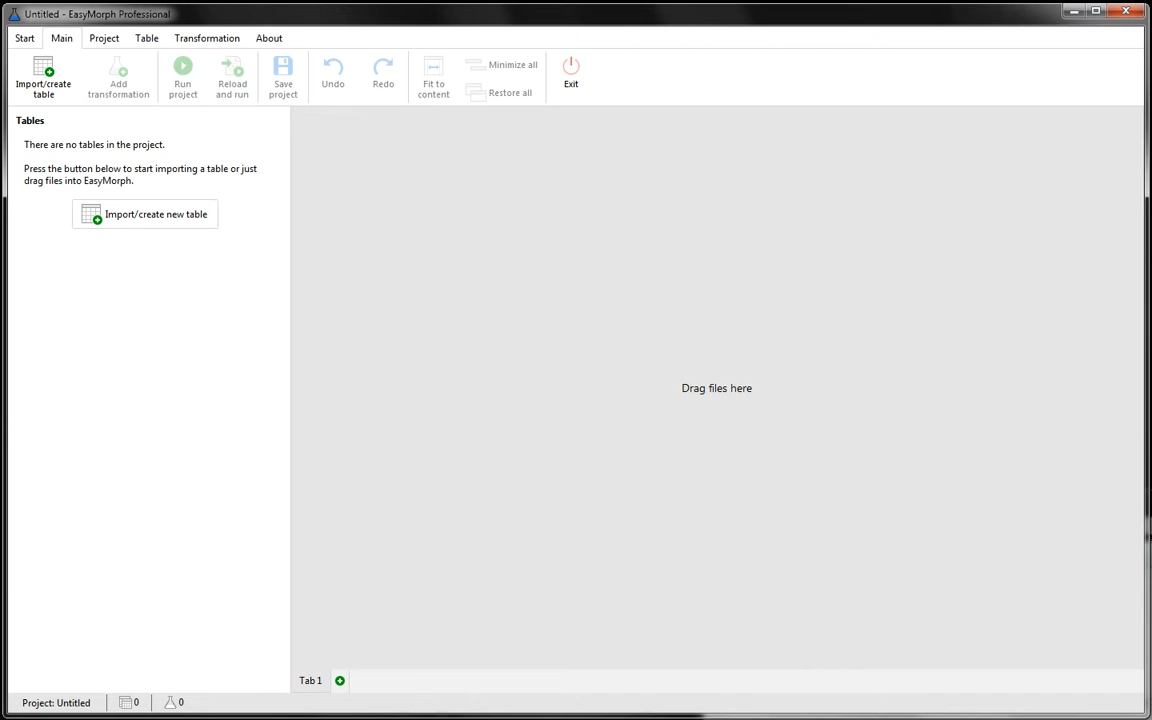 Untitled - EasyMorph Professional
Start Main Project Table Transformation About
Import/create table
Add transformation
Run project
Reload and run
Save project
Undo
Redo
Fit to content
Minimize all
Restore all
Exit
Tables
There are no tables in the project.
Press the button below to start importing a table or just
drag files into EasyMorph.
Import/create new table
Drag files here
Tab 1
Project: Untitled 0 0